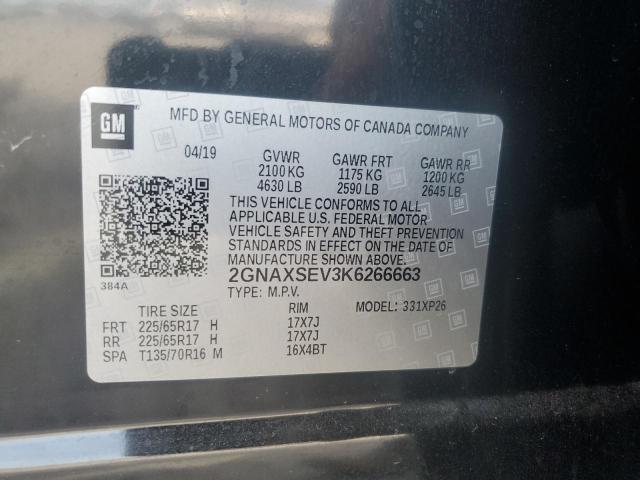 GM
MFD BY GENERAL MOTORS OF CANADA COMPANY
04/19 GVWR GAWR FRT GAWR RR
2100 KG 1175 KG 1200 KG
4630 LB 2590 LB 2645 LB
THIS VEHICLE CONFORMS TO ALL
APPLICABLE U.S. FEDERAL MOTOR
VEHICLE SAFETY AND THEFT PREVENTION
STANDARDS IN EFFECT ON THE DATE OF
MANUFACTURE SHOWN ABOVE.
2GNAXSEV3K6266663
384A
TYPE: M.P.V. MODEL: 331XP26
TIRE SIZE RIM
FRT 225/65R17 H 17X7J
RR 225/65R17 H 17X7J
SPA T135/70R16 M 16X4BT